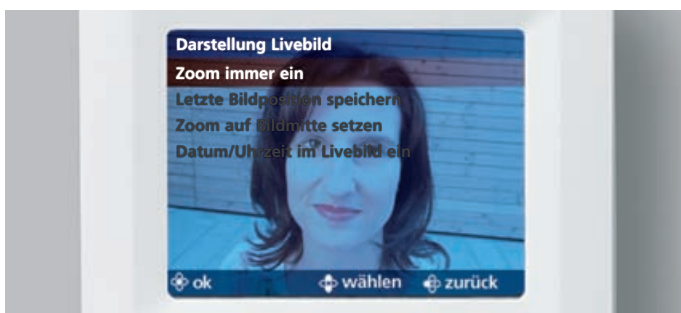 Darstellung Livebild
Zoom immer ein
Letzte Bildposition speichern
Zoom auf Bildmitte setzen
Datum/Uhrzeit im Livebild ein
ok wählen zurück